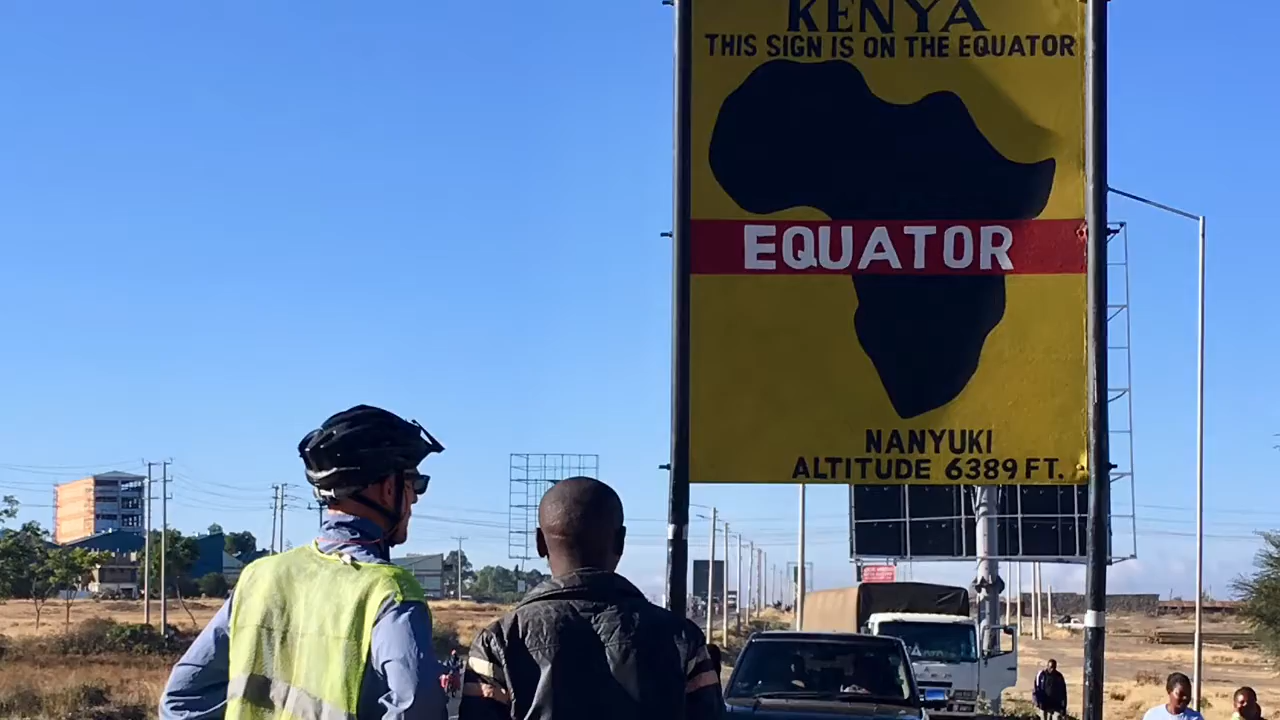 KENYA
THIS SIGN IS ON THE EQUATOR
EQUATOR
NANYUKI
ALTITUDE 6389 FT.